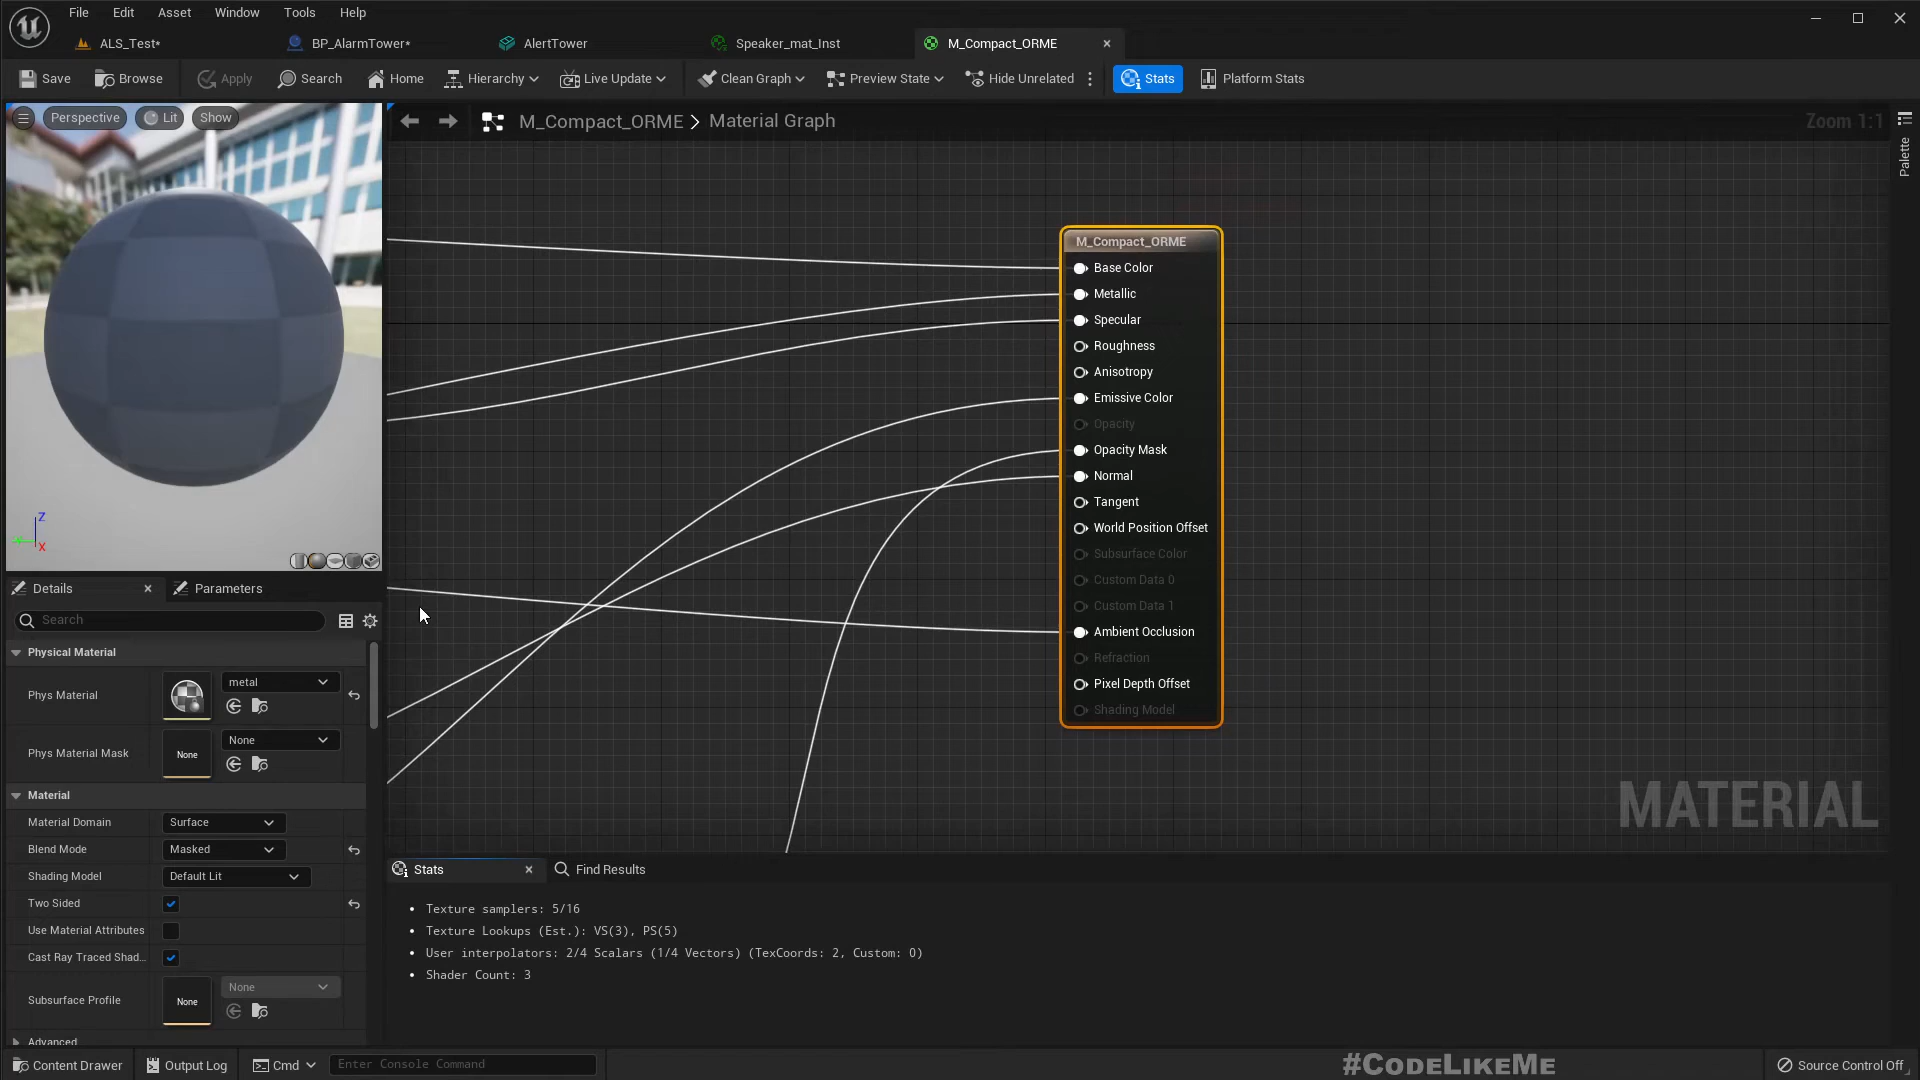 File Edit Asset Window Tools Help
ALS_Test* BP_AlarmTower* AlertTower Speaker_mat_Inst M_Compact_ORME
Save Browse Apply Search Home Hierarchy Live Update Clean Graph Preview State Hide Unrelated Stats Platform Stats
Perspective Lit Show
M_Compact_ORME > Material Graph Zoom 1:1
Palette
M_Compact_ORME
Base Color
Metallic
Specular
Roughness
Anisotropy
Emissive Color
Opacity
Opacity Mask
Normal
Tangent
World Position Offset
Subsurface Color
Custom Data 0
Custom Data 1
Ambient Occlusion
Refraction
Pixel Depth Offset
Shading Model
MATERIAL
Z
X
Details Parameters
Search
Physical Material
Phys Material metal
Phys Material Mask None None
Material
Material Domain Surface
Blend Mode Masked
Shading Model Default Lit
Two Sided
Use Material Attributes
Cast Ray Traced Shad...
Subsurface Profile None None
Advanced
Stats Find Results
Texture samplers: 5/16
Texture Lookups (Est.): VS(3), PS(5)
User interpolators: 2/4 Scalars (1/4 Vectors) (TexCoords: 2, Custom: 0)
Shader Count: 3
Content Drawer Output Log Cmd Enter Console Command #CodeLikeMe Source Control Off